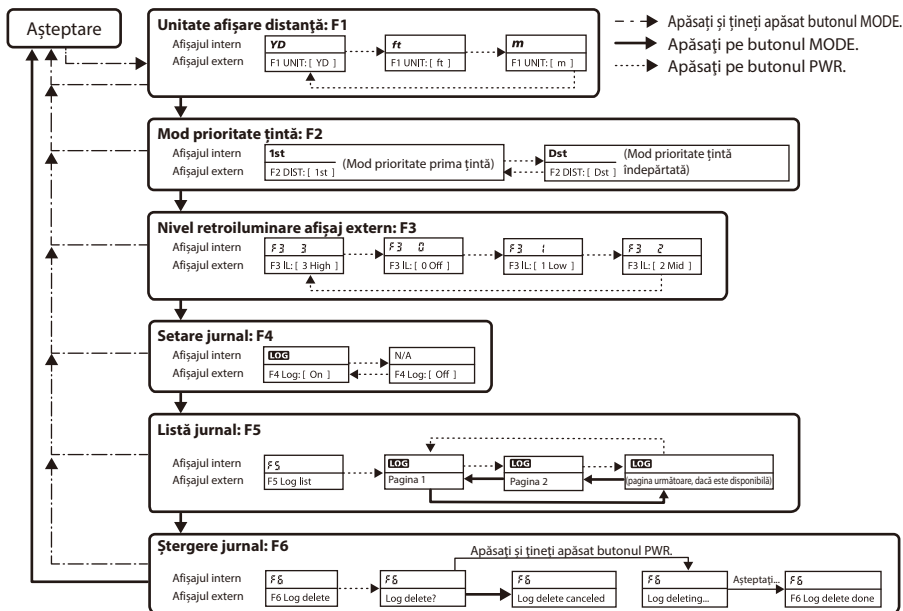 Așteptare
Apăsați și țineți apăsat butonul MODE.
Apăsați pe butonul MODE.
Apăsați pe butonul PWR.
Unitate afișare distanță: F1
Afișajul intern YD ft m
Afișajul extern F1 UNIT: [ YD ] F1 UNIT: [ ft ] F1 UNIT: [ m ]
Mod prioritate țintă: F2
Afișajul intern 1st (Mod prioritate prima țintă) Dst (Mod prioritate țintă
Afișajul extern F2 DIST: [ 1st ] F2 DIST: [ Dst ] îndepărtată)
Nivel retroiluminare afișaj extern: F3
Afișajul intern F3 3 F3 0 F3 1 F3 2
Afișajul extern F3 IL: [ 3 High ] F3 IL: [ 0 Off ] F3 IL: [ 1 Low ] F3 IL: [ 2 Mid ]
Setare jurnal: F4
Afișajul intern LOG N/A
Afișajul extern F4 Log: [ On ] F4 Log: [ Off ]
Listă jurnal: F5
Afișajul intern F5 LOG LOG LOG
Afișajul extern F5 Log list Pagina 1 Pagina 2 (pagina următoare, dacă este disponibilă)
Ștergere jurnal: F6
Apăsați și țineți apăsat butonul PWR.
Afișajul intern F6 F6 F6 F6 Așteptați... F6
Afișajul extern F6 Log delete Log delete? Log delete canceled Log deleting... F6 Log delete done